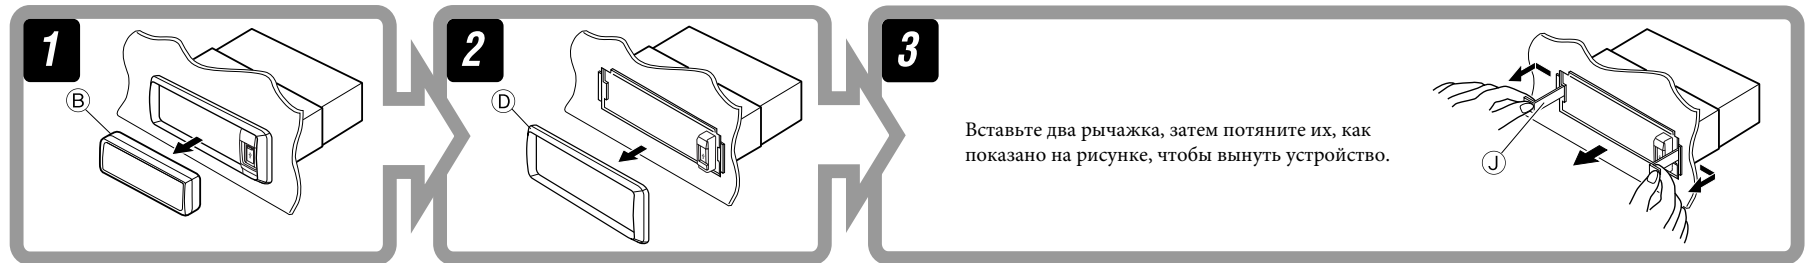 1
B
2
D
3
Вставьте два рычажка, затем потяните их, как
показано на рисунке, чтобы вынуть устройство.
J